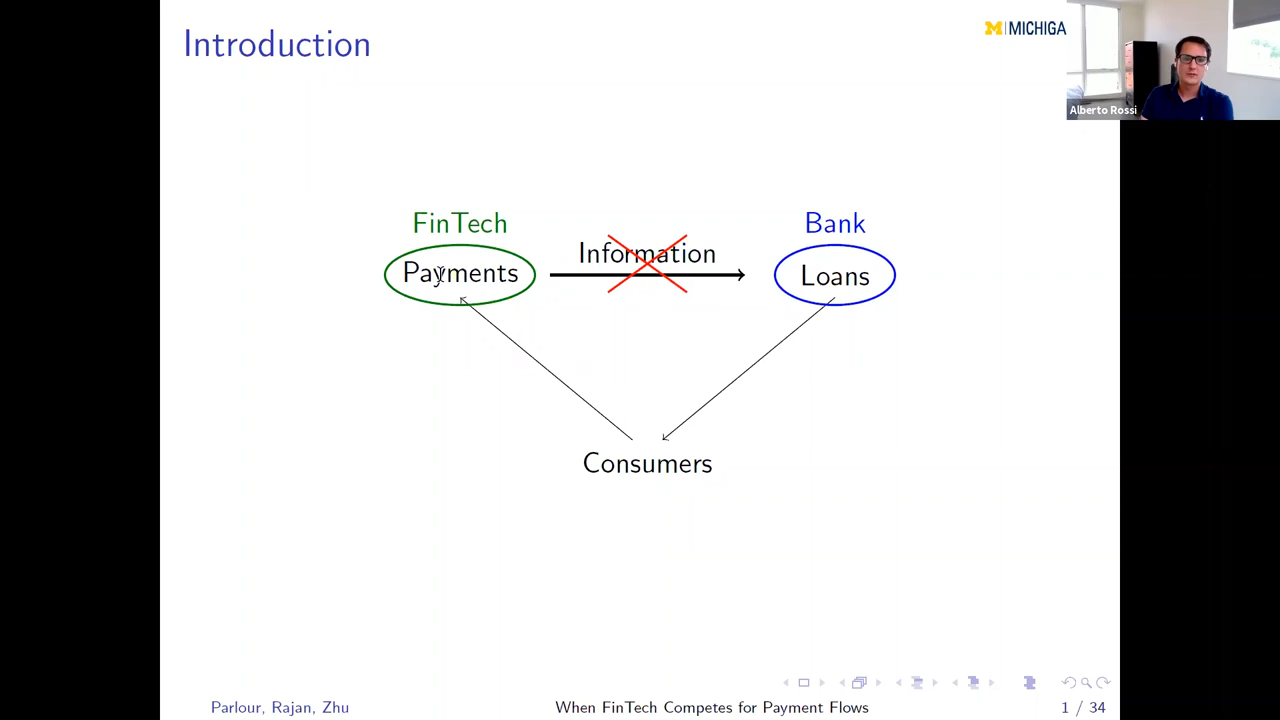 Introduction
M | MICHIGA
Alberto Rossi
FinTech
Bank
Information
Payments
Loans
Consumers
Parlour, Rajan, Zhu
When FinTech Competes for Payment Flows
1 / 34